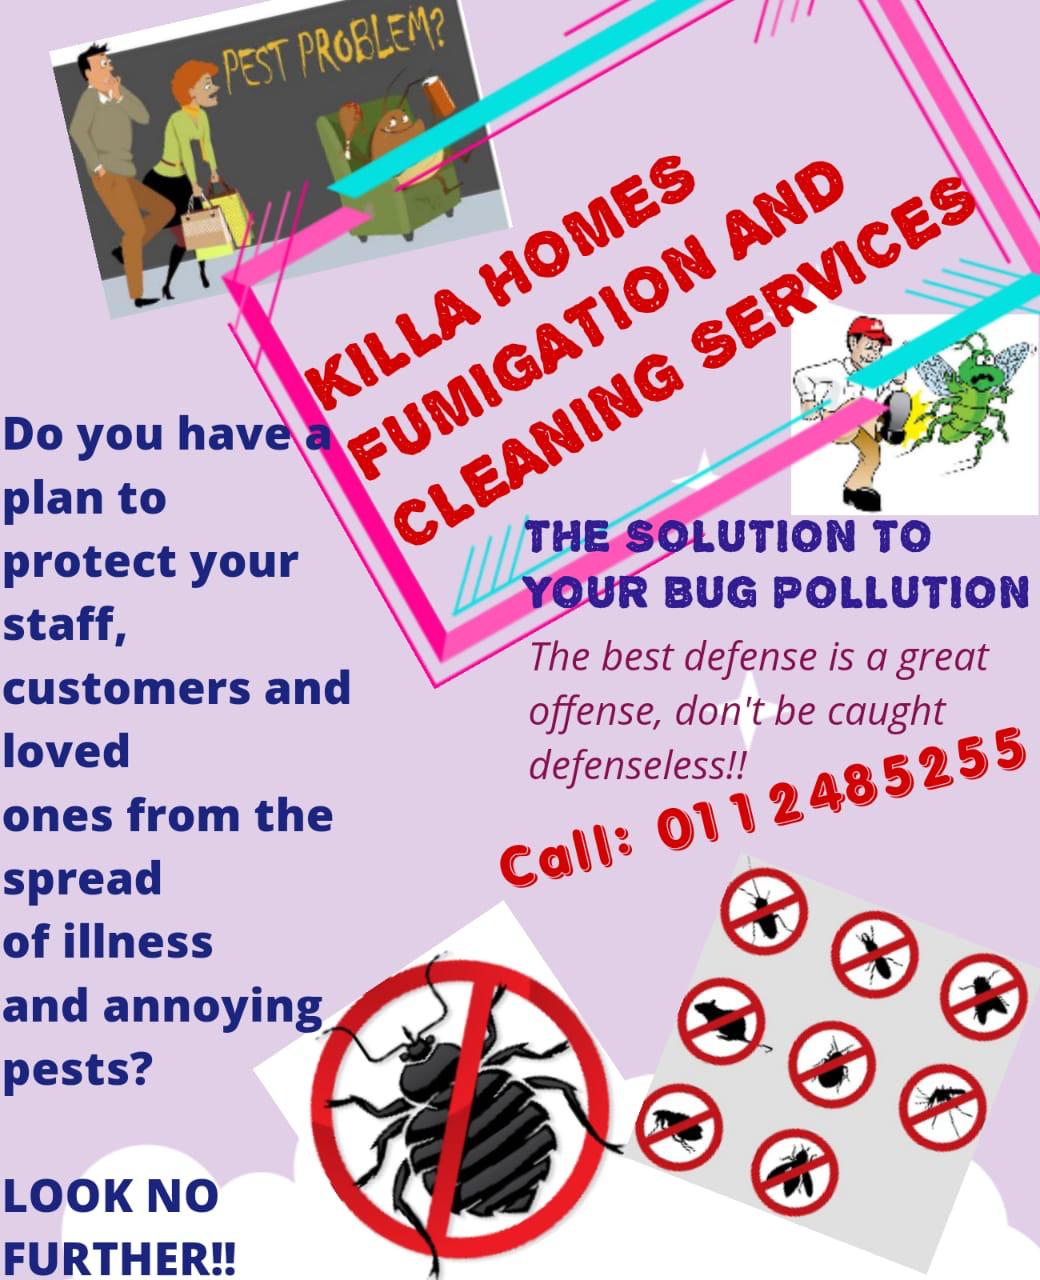 PEST PROBLEM?
KILLA HOMES
FUMIGATION AND
CLEANING SERVICES
Do you have a
plan to
protect your
staff,
customers and
loved
ones from the
spread
of illness
and annoying
pests?
LOOK NO
FURTHER!!
THE SOLUTION TO
YOUR BUG POLLUTION
The best defense is a great
offense, don't be caught
defenseless!!
Call: 0112485255